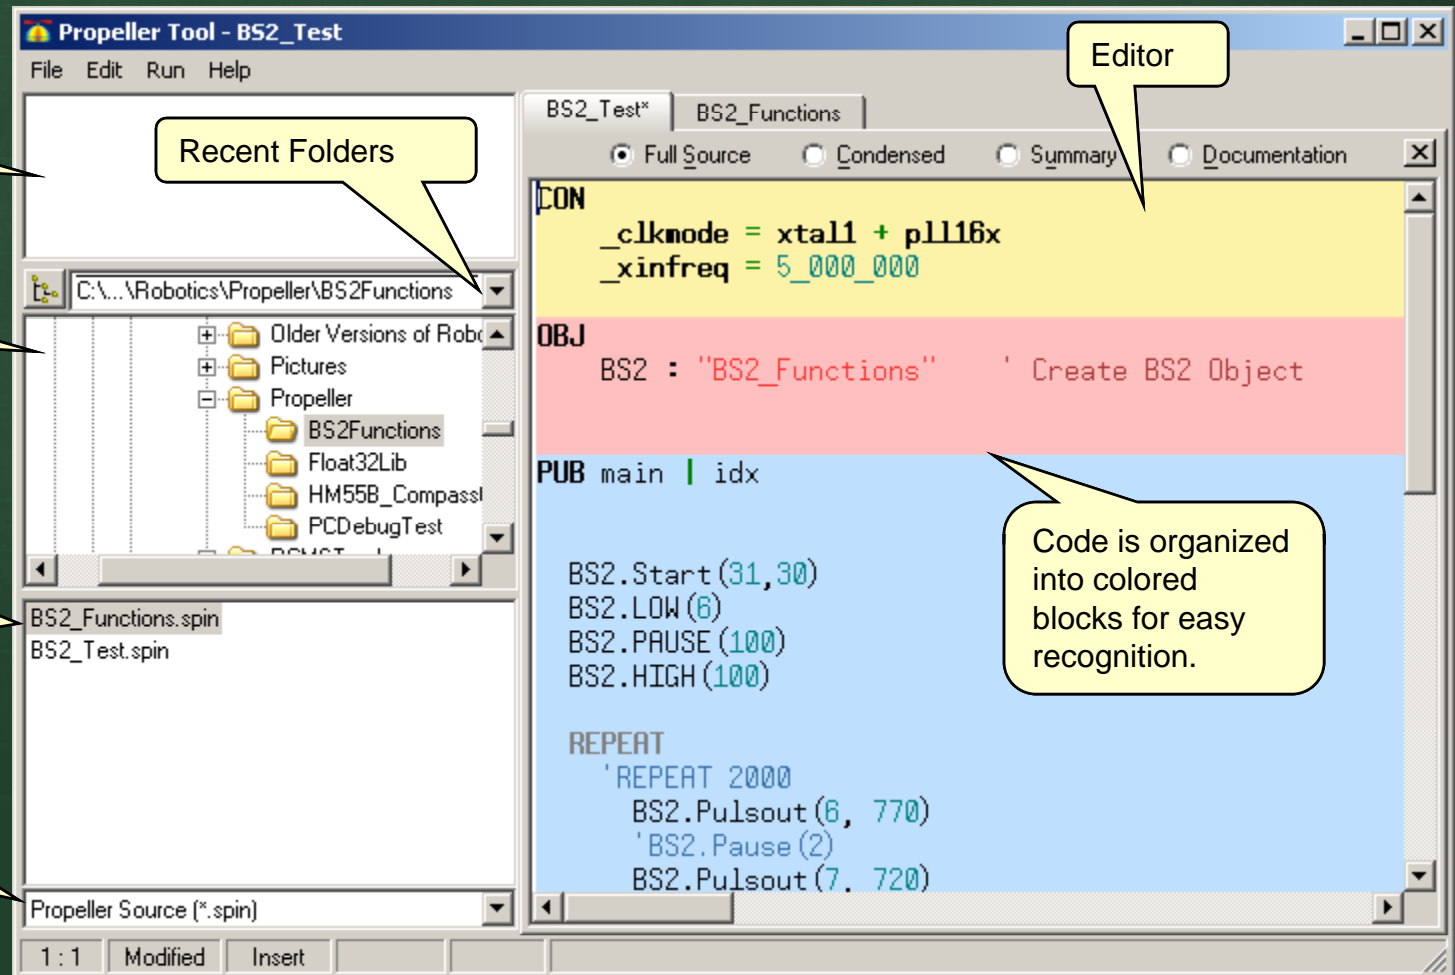 Propeller Tool - BS2_Test
File Edit Run Help
Editor
Recent Folders
BS2_Test* BS2_Functions
Full Source Condensed Summary Documentation
C:\...\Robotics\Propeller\BS2Functions
Older Versions of Robo
Pictures
Propeller
BS2Functions
Float32Lib
HM55B_Compass
PCDebugTest
BS2_Functions.spin
BS2_Test.spin
Propeller Source (*.spin)
CON
_clkmode = xtal1 + pll16x
_xinfreq = 5_000_000
OBJ
BS2 : "BS2_Functions" ' Create BS2 Object
PUB main | idx
BS2.Start(31,30)
BS2.LOW(6)
BS2.PAUSE(100)
BS2.HIGH(100)
REPEAT
'REPEAT 2000
BS2.Pulsout(6, 770)
'BS2.Pause(2)
BS2.Pulsout(7, 720)
Code is organized
into colored
blocks for easy
recognition.
1 : 1 Modified Insert